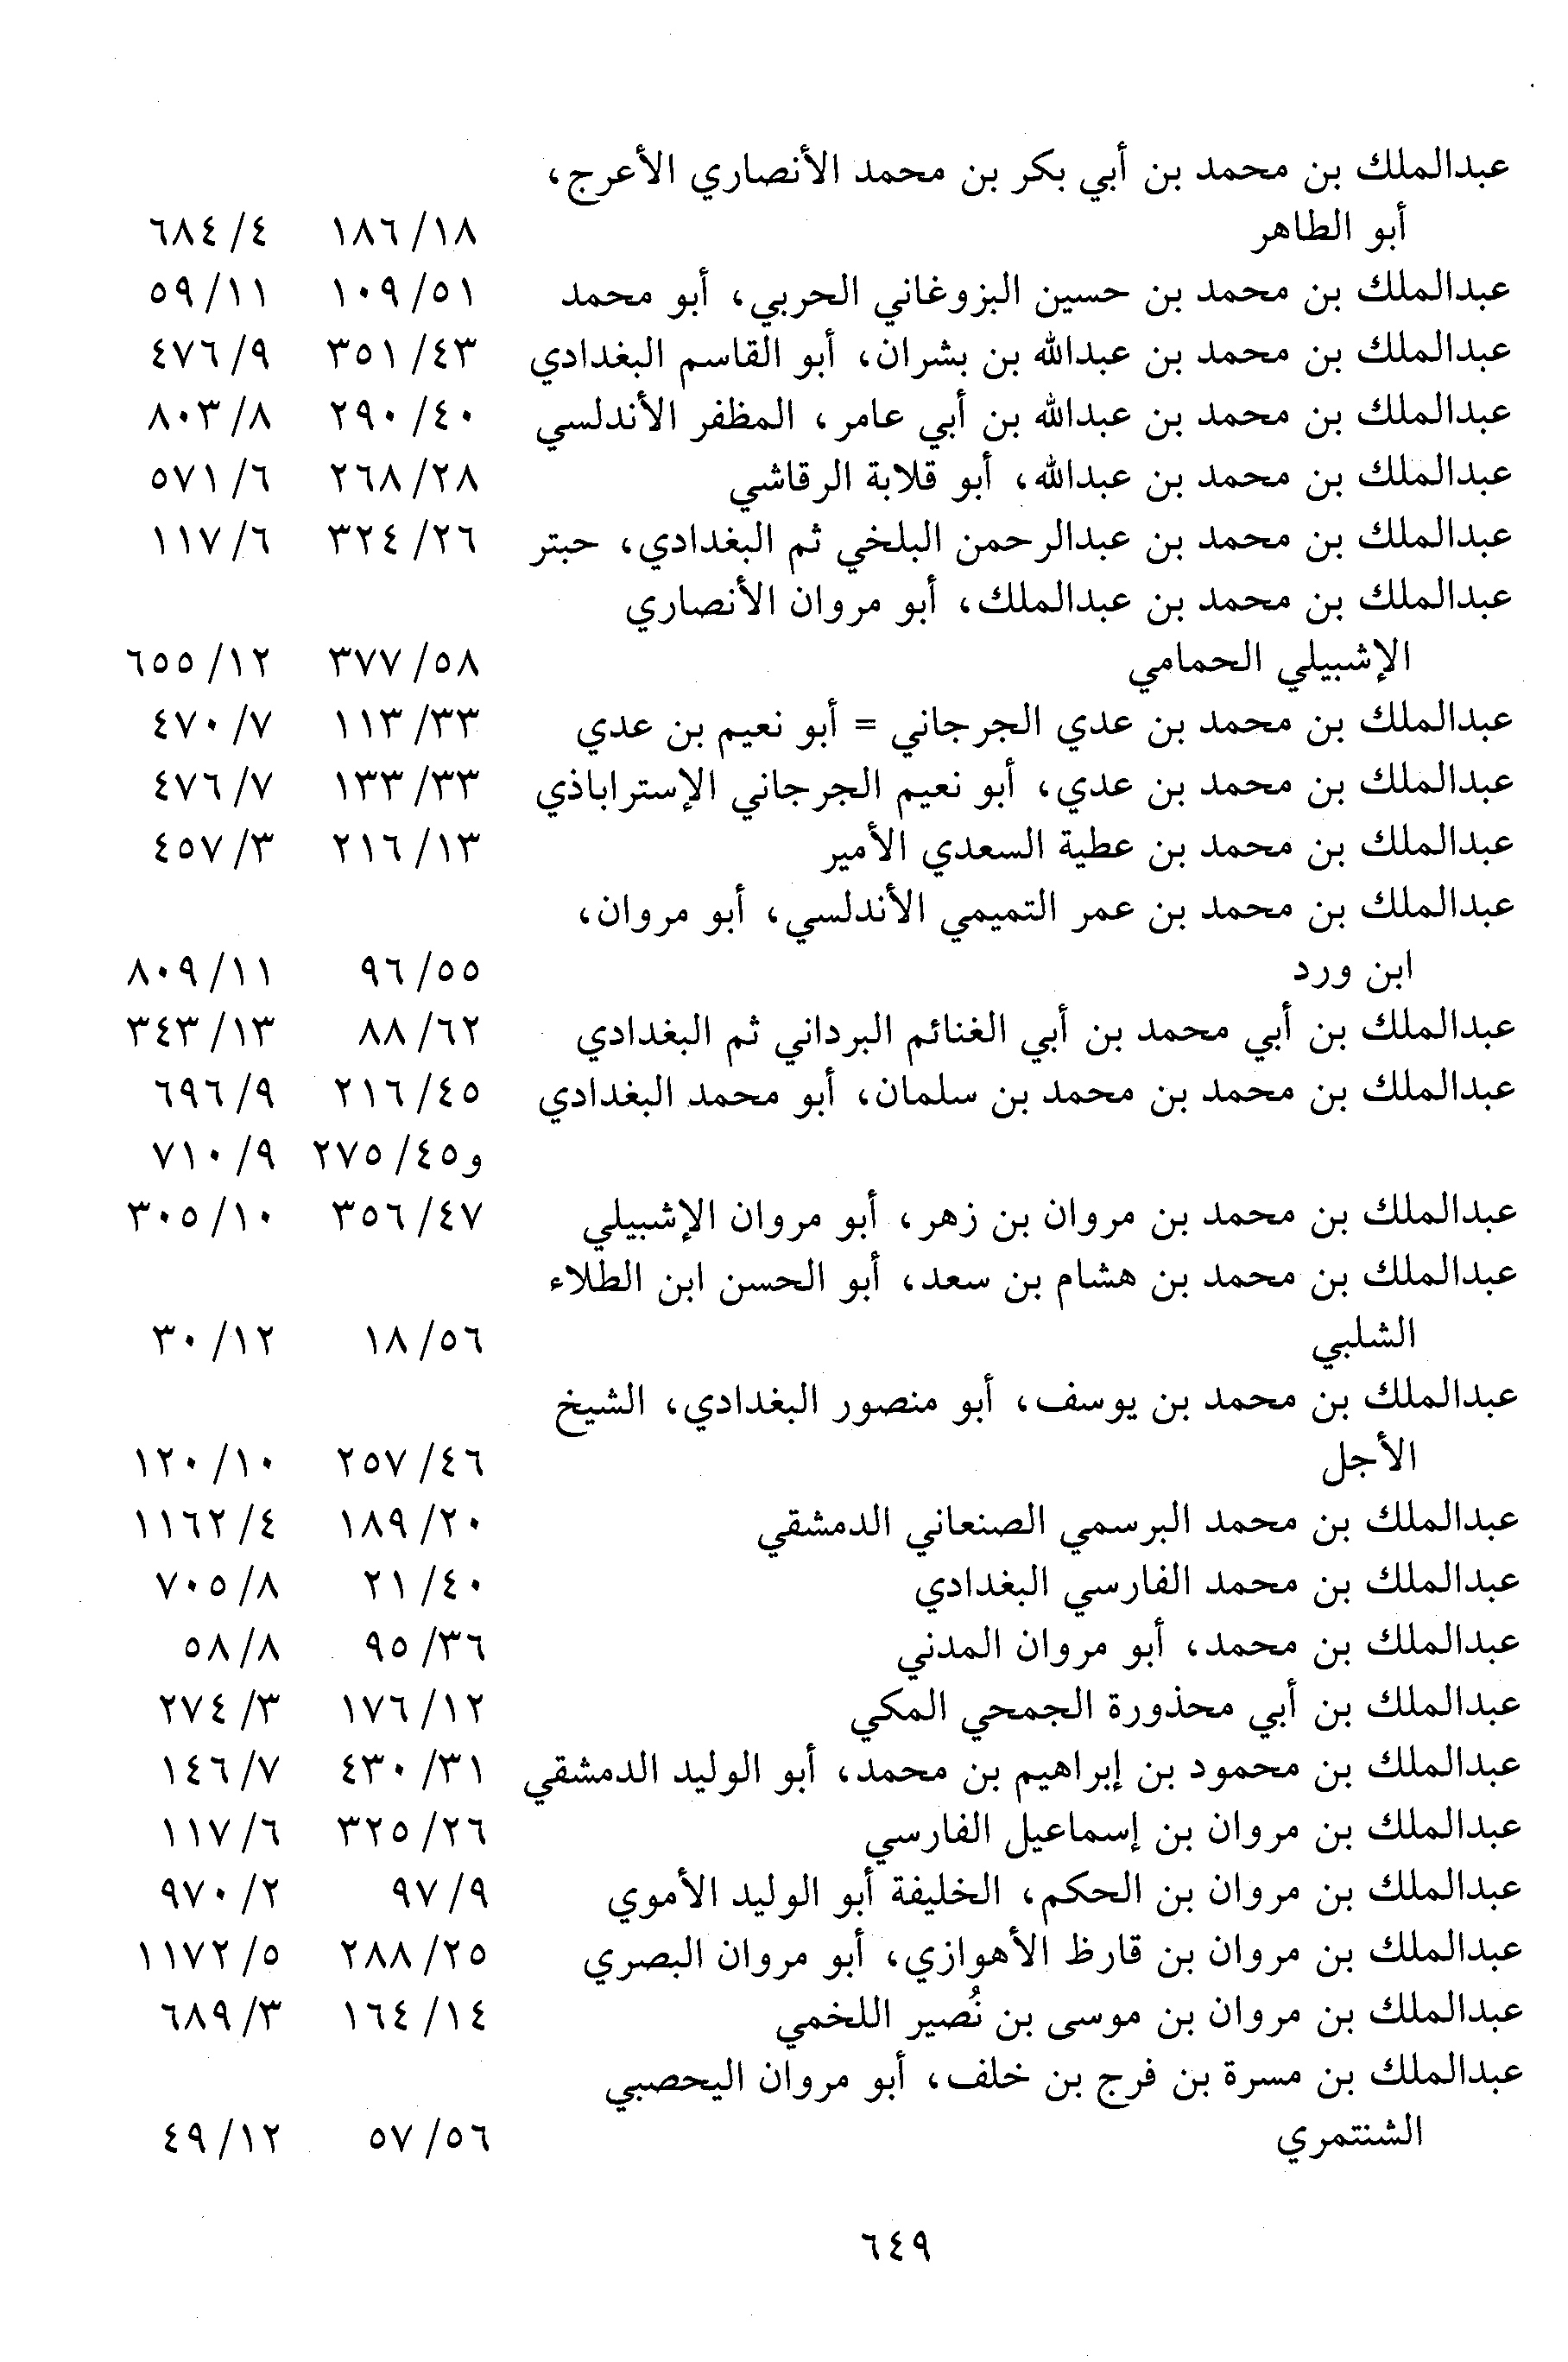 عبدالملك بن محمد بن أبي بكر بن محمد الأنصاري الأعرج،
أبو الطاهر ١٨/ ١٨٦ ٤/ ٦٨٤
عبدالملك بن محمد بن حسين البزوغاني الحربي، أبو محمد ٥١/ ١٠٩ ١١/ ٥٩
عبدالملك بن محمد بن عبدالله بن بشران، أبو القاسم البغدادي ٤٣/ ٣٥١ ٩/ ٤٧٦
عبدالملك بن محمد بن عبدالله بن أبي عامر، المظفر الأندلسي ٤٠/ ٢٩٠ ٨/ ٨٠٣
عبدالملك بن محمد بن عبدالله، أبو قلابة الرقاشي ٢٨/ ٢٦٨ ٦/ ٥٧١
عبدالملك بن محمد بن عبدالرحمن البلخي ثم البغدادي، حبتر ٢٦/ ٣٢٤ ٦/ ١١٧
عبدالملك بن محمد بن عبدالملك، أبو مروان الأنصاري
الإشبيلي الحمامي ٥٨/ ٣٧٧ ١٢/ ٦٥٥
عبدالملك بن محمد بن عدي الجرجاني = أبو نعيم بن عدي ٣٣/ ١١٣ ٧/ ٤٧٠
عبدالملك بن محمد بن عدي، أبو نعيم الجرجاني الإستراباذي ٣٣/ ١٣٣ ٧/ ٤٧٦
عبدالملك بن محمد بن عطية السعدي الأمير ١٣/ ٢١٦ ٣/ ٤٥٧
عبدالملك بن محمد بن عمر التميمي الأندلسي، أبو مروان،
ابن ورد ٥٥/ ٩٦ ١١/ ٨٠٩
عبدالملك بن أبي محمد بن أبي الغنائم البرداني ثم البغدادي ٦٢/ ٨٨ ١٣/ ٣٤٣
عبدالملك بن محمد بن محمد بن سلمان، أبو محمد البغدادي ٤٥/ ٢١٦ ٩/ ٦٩٦
و٤٥/ ٢٧٥ ٩/ ٧١٠
عبدالملك بن محمد بن مروان بن زهر، أبو مروان الإشبيلي ٤٧/ ٣٥٦ ١٠/ ٣٠٥
عبدالملك بن محمد بن هشام بن سعد، أبو الحسن ابن الطلاء
الشلبي ٥٦/ ١٨ ١٢/ ٣٠
عبدالملك بن محمد بن يوسف، أبو منصور البغدادي، الشيخ
الأجل ٤٦/ ٢٥٧ ١٠/ ١٢٠
عبدالملك بن محمد البرسمي الصنعاني الدمشقي ٢٠/ ١٨٩ ٤/ ١١٦٢
عبدالملك بن محمد الفارسي البغدادي ٤٠/ ٢١ ٨/ ٧٠٥
عبدالملك بن محمد، أبو مروان المدني ٣٦/ ٩٥ ٨/ ٥٨
عبدالملك بن أبي محذورة الجمحي المكي ١٢/ ١٧٦ ٣/ ٢٧٤
عبدالملك بن محمود بن إبراهيم بن محمد، أبو الوليد الدمشقي ٣١/ ٤٣٠ ٧/ ١٤٦
عبدالملك بن مروان بن إسماعيل الفارسي ٢٦/ ٣٢٥ ٦/ ١١٧
عبدالملك بن مروان بن الحكم، الخليفة أبو الوليد الأموي ٩/ ٩٧ ٢/ ٩٧٠
عبدالملك بن مروان بن قارظ الأهوازي، أبو مروان البصري ٢٥/ ٢٨٨ ٥/ ١١٧٢
عبدالملك بن مروان بن موسى بن نُصير اللخمي ١٤/ ١٦٤ ٣/ ٦٨٩
عبدالملك بن مسرة بن فرج بن خلف، أبو مروان اليحصبي
الشنتمري ٥٦/ ٥٧ ١٢/ ٤٩
٦٤٩